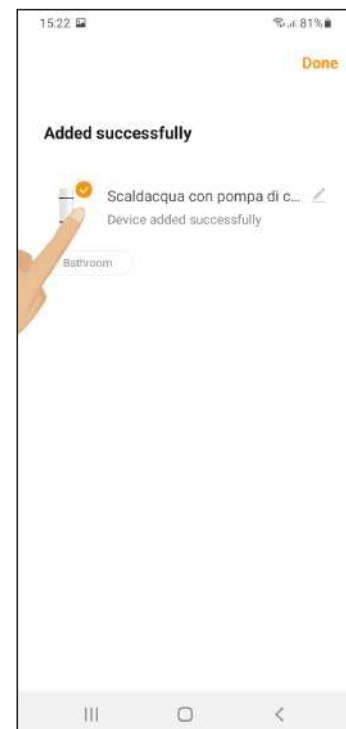 15:22 81%
Done
Added successfully
Scaldacqua con pompa di c...
Device added successfully
Bathroom